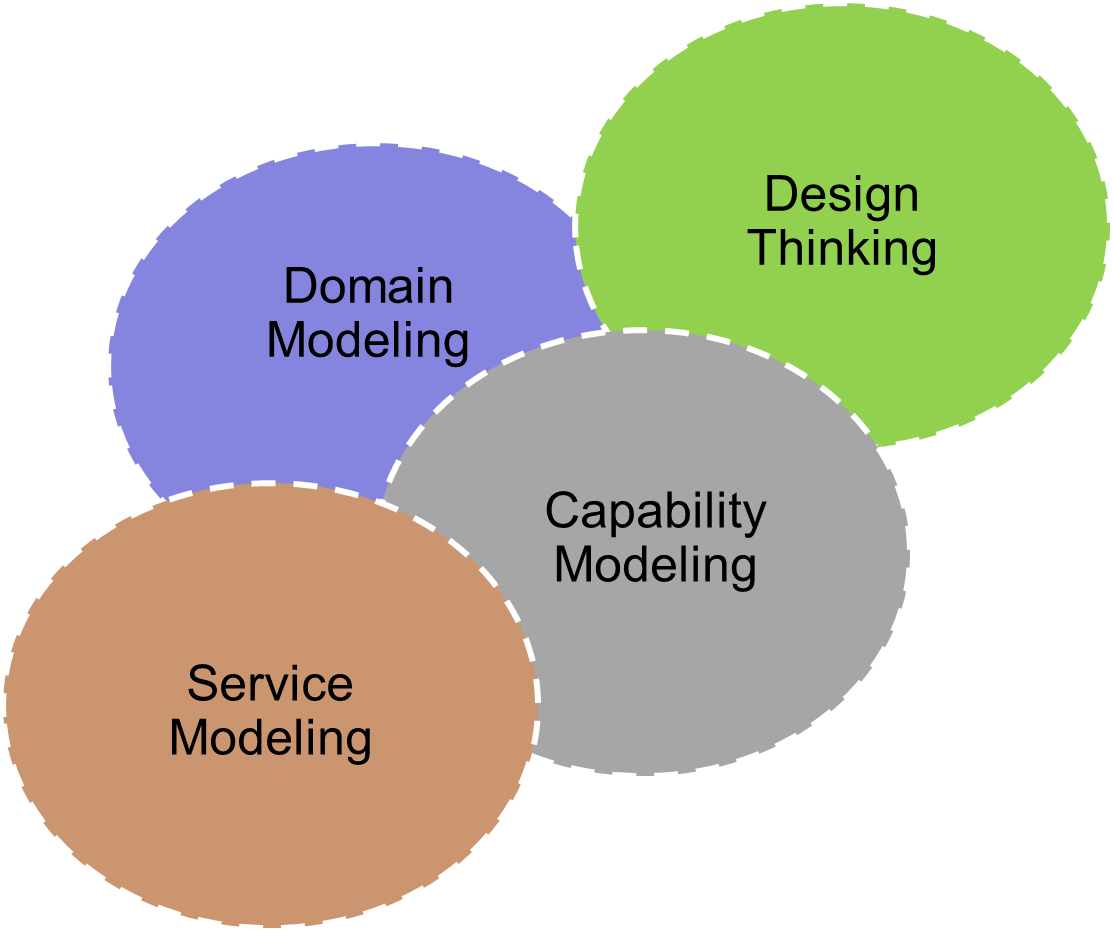 Design
Thinking
Domain
Modeling
Capability
Modeling
Service
Modeling